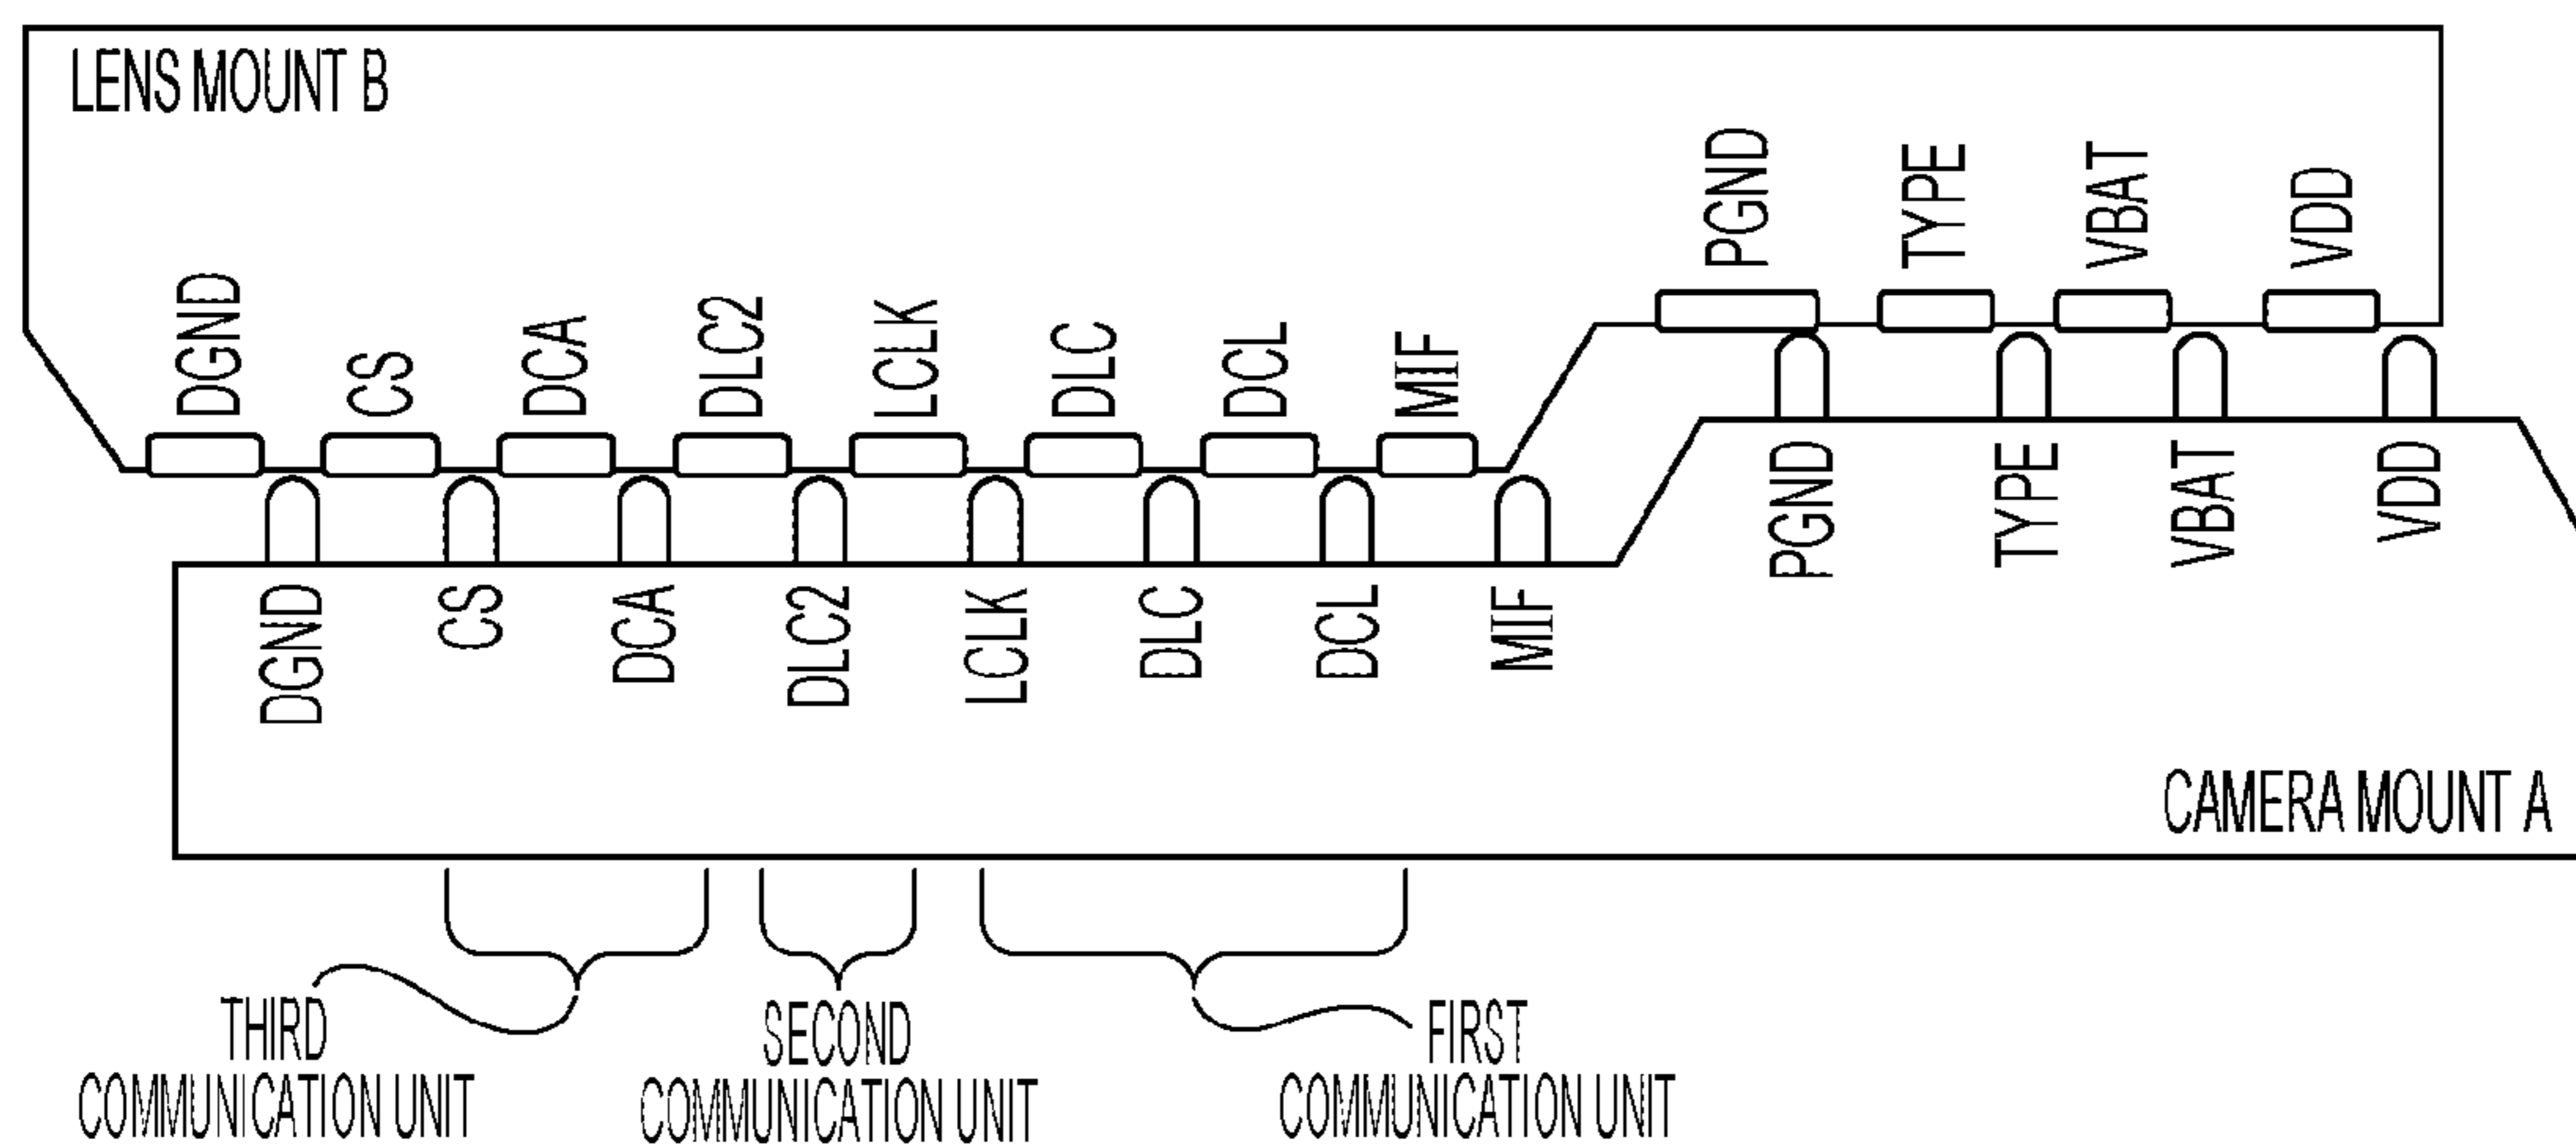 LENS MOUNT B
PGND
TYPE
VBAT
VDD
DGND
CS
DCA
DLC2
LCLK
DLC
DCL
MIF
PGND
TYPE
VBAT
VDD
DGND
CS
DCA
DLC2
LCLK
DLC
DCL
MIF
CAMERA MOUNT A
THIRD
COMMUNICATION UNIT
SECOND
COMMUNICATION UNIT
FIRST
COMMUNICATION UNIT